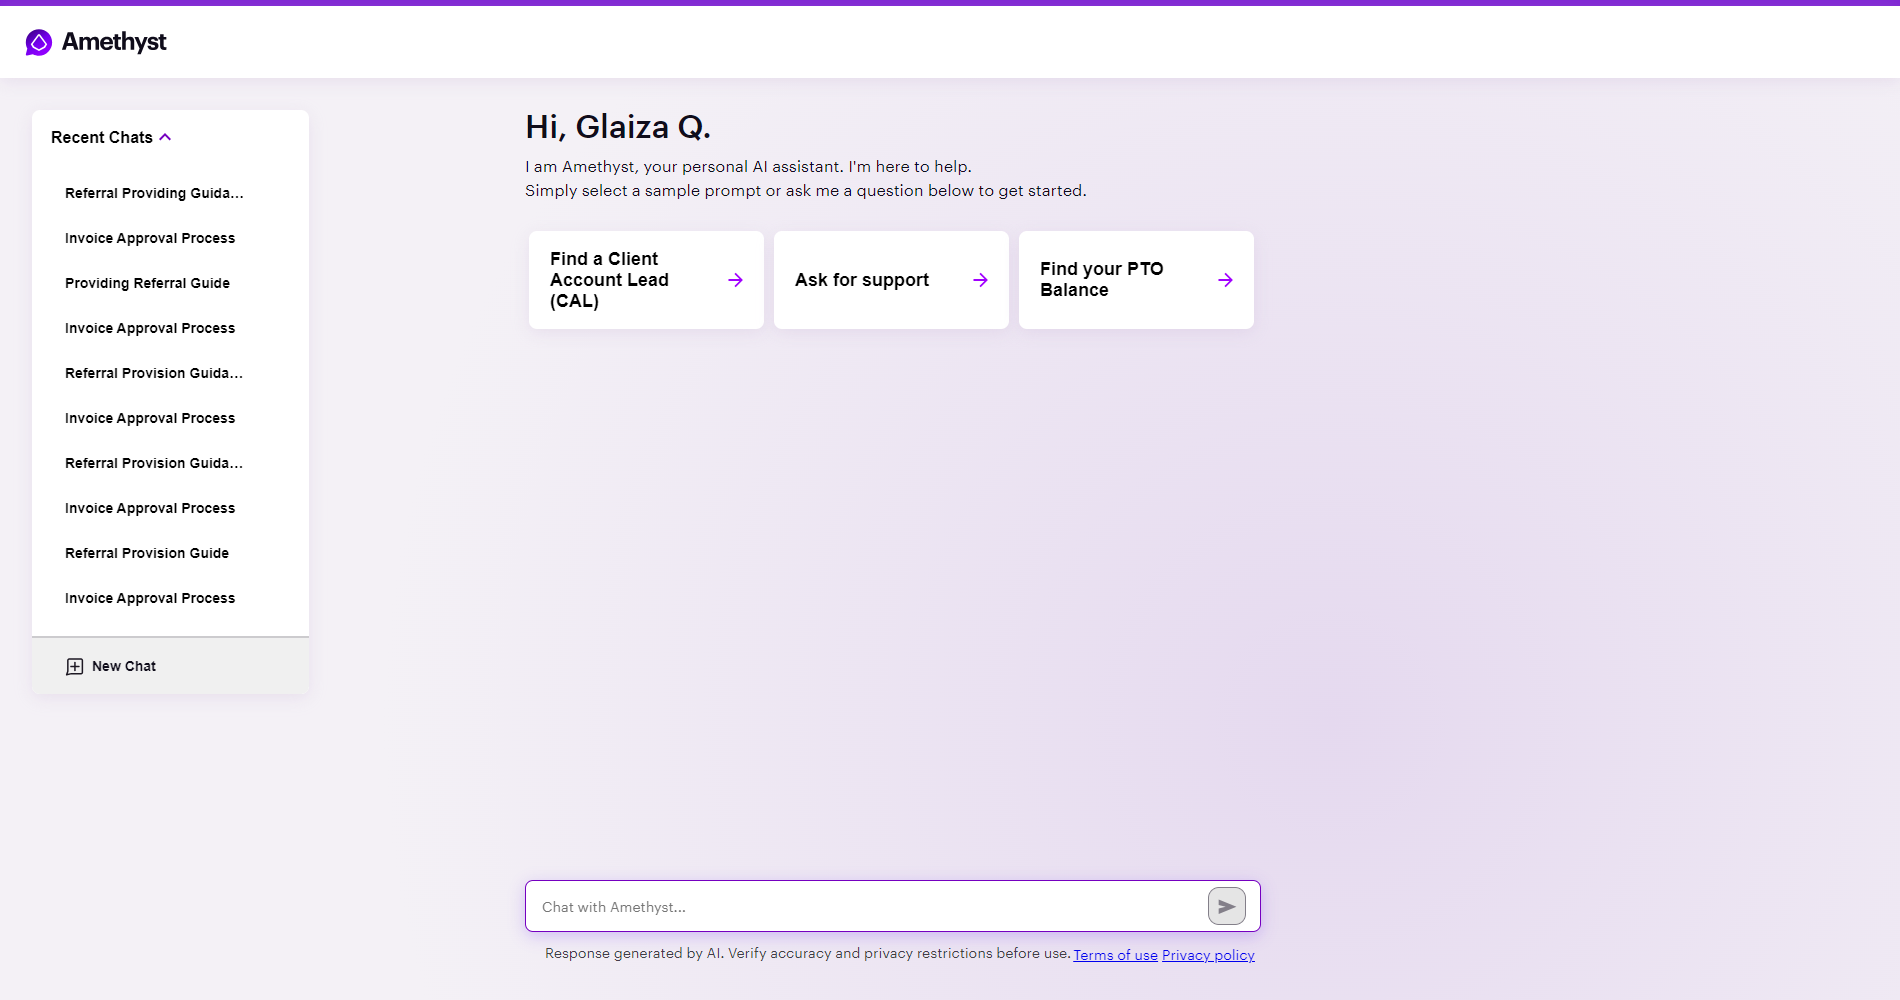 Amethyst
Recent Chats
Referral Providing Guida...
Invoice Approval Process
Providing Referral Guide
Invoice Approval Process
Referral Provision Guida...
Invoice Approval Process
Referral Provision Guida...
Invoice Approval Process
Referral Provision Guide
Invoice Approval Process
New Chat
Hi, Glaiza Q.
I am Amethyst, your personal AI assistant. I'm here to help.
Simply select a sample prompt or ask me a question below to get started.
Find a Client
Account Lead
(CAL)
Ask for support
Find your PTO
Balance
Chat with Amethyst...
Response generated by AI. Verify accuracy and privacy restrictions before use. Terms of use Privacy policy